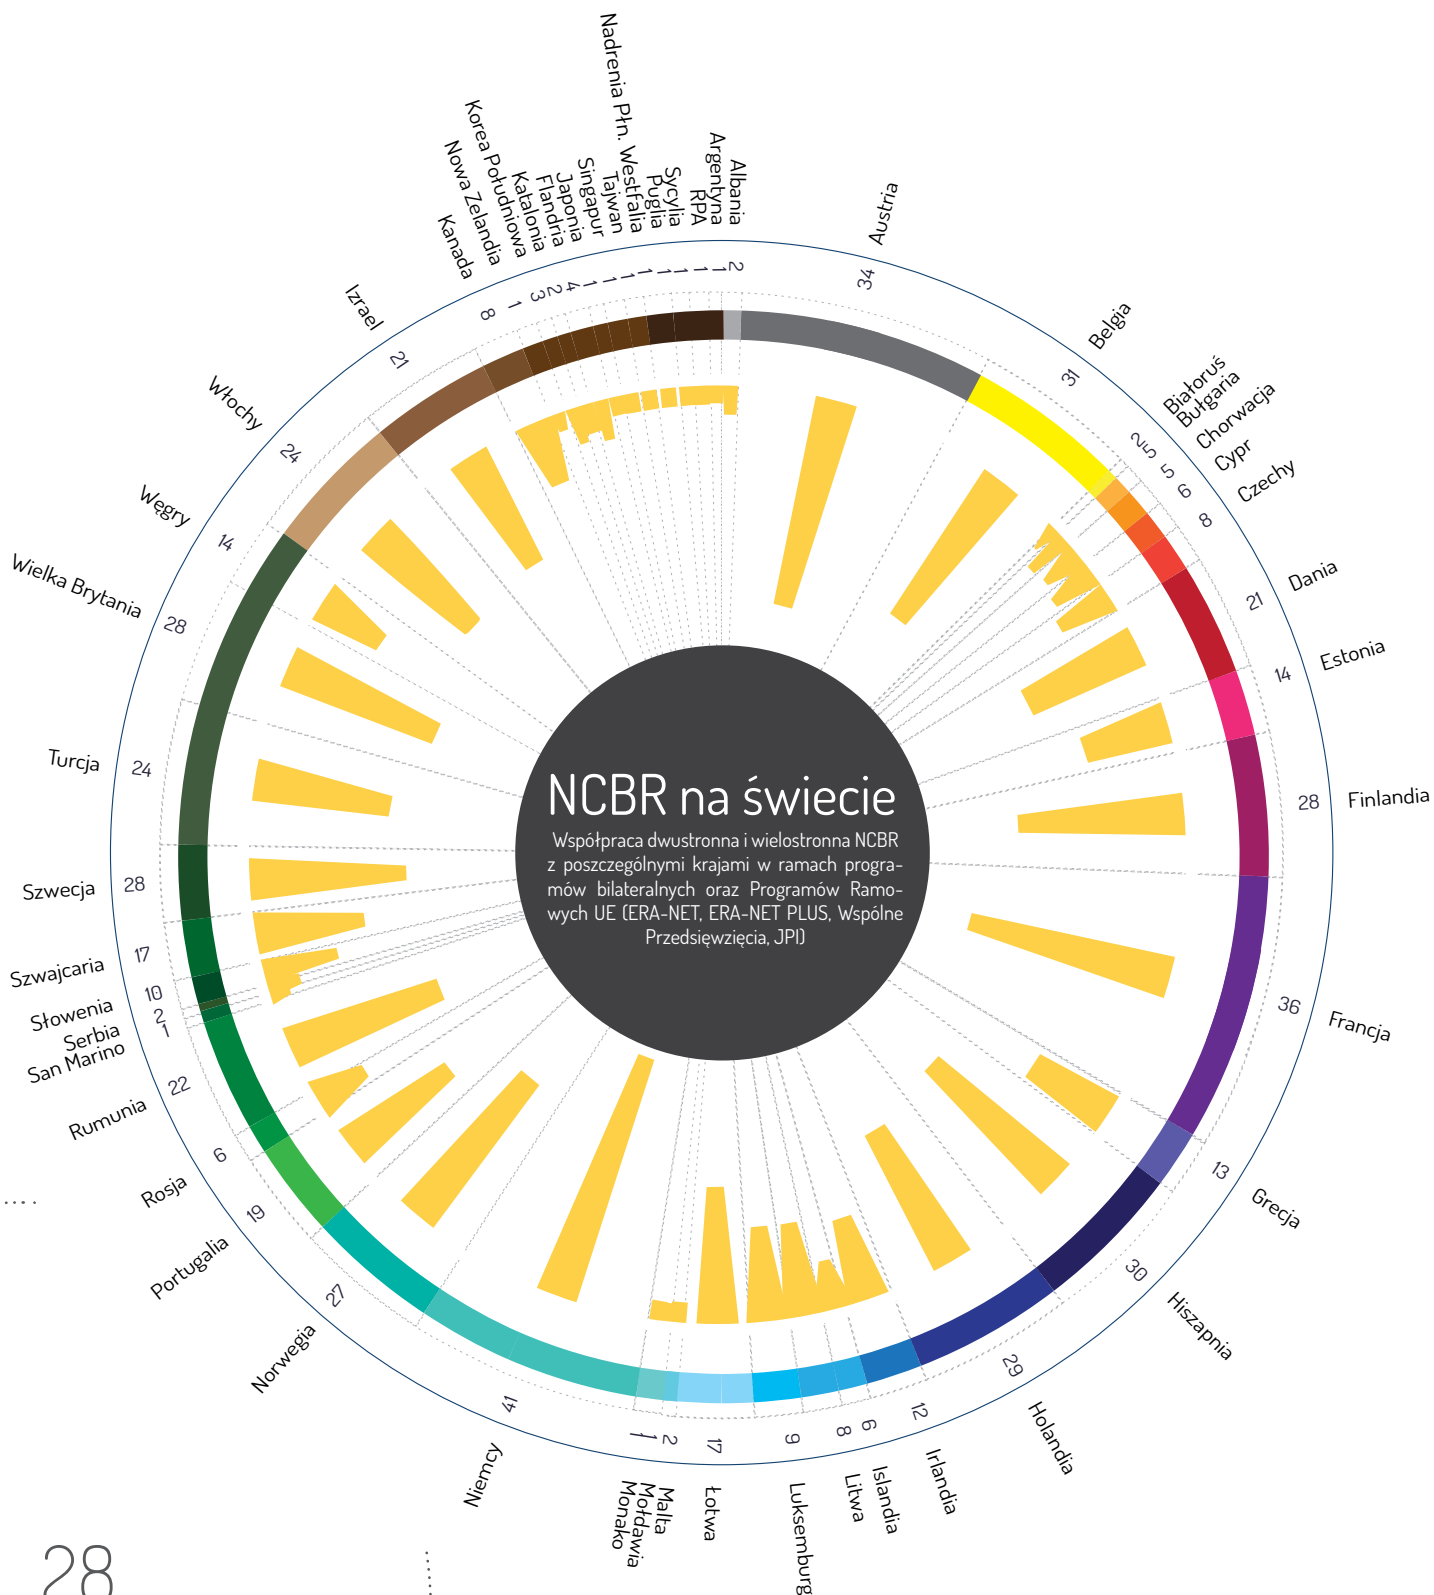 NCBR na świecie
Współpraca dwustronna i wielostronna NCBR
z poszczególnymi krajami w ramach progra-
mów bilateralnych oraz Programów Ramo-
wych UE (ERA-NET, ERA-NET PLUS, Wspólne
Przedsięwzięcia, JPI)
Albania
2
Austria
34
Belgia
31
Białoruś
2
Bułgaria
5
Chorwacja
5
Cypr
6
Czechy
8
Dania
21
Estonia
14
Finlandia
28
Francja
36
Grecja
13
Hiszapnia
30
Holandia
29
Irlandia
12
Islandia
6
Litwa
8
Luksemburg
9
Łotwa
17
Malta
2
Mołdawia
1
Monako
1
Niemcy
41
Norwegia
27
Portugalia
19
Rosja
6
Rumunia
22
San Marino
1
Serbia
2
Słowenia
10
Szwajcaria
17
Szwecja
28
Turcja
24
Wielka Brytania
28
Węgry
14
Włochy
24
Izrael
21
Kanada
8
Nowa Zelandia
1
Korea Południowa
3
Katalonia
2
Flandria
4
Japonia
1
Singapur
1
Tajwan
1
Nadrenia Płn. Westfalia
1
Puglia
1
Sycylia
1
RPA
1
Argentyna
1
28